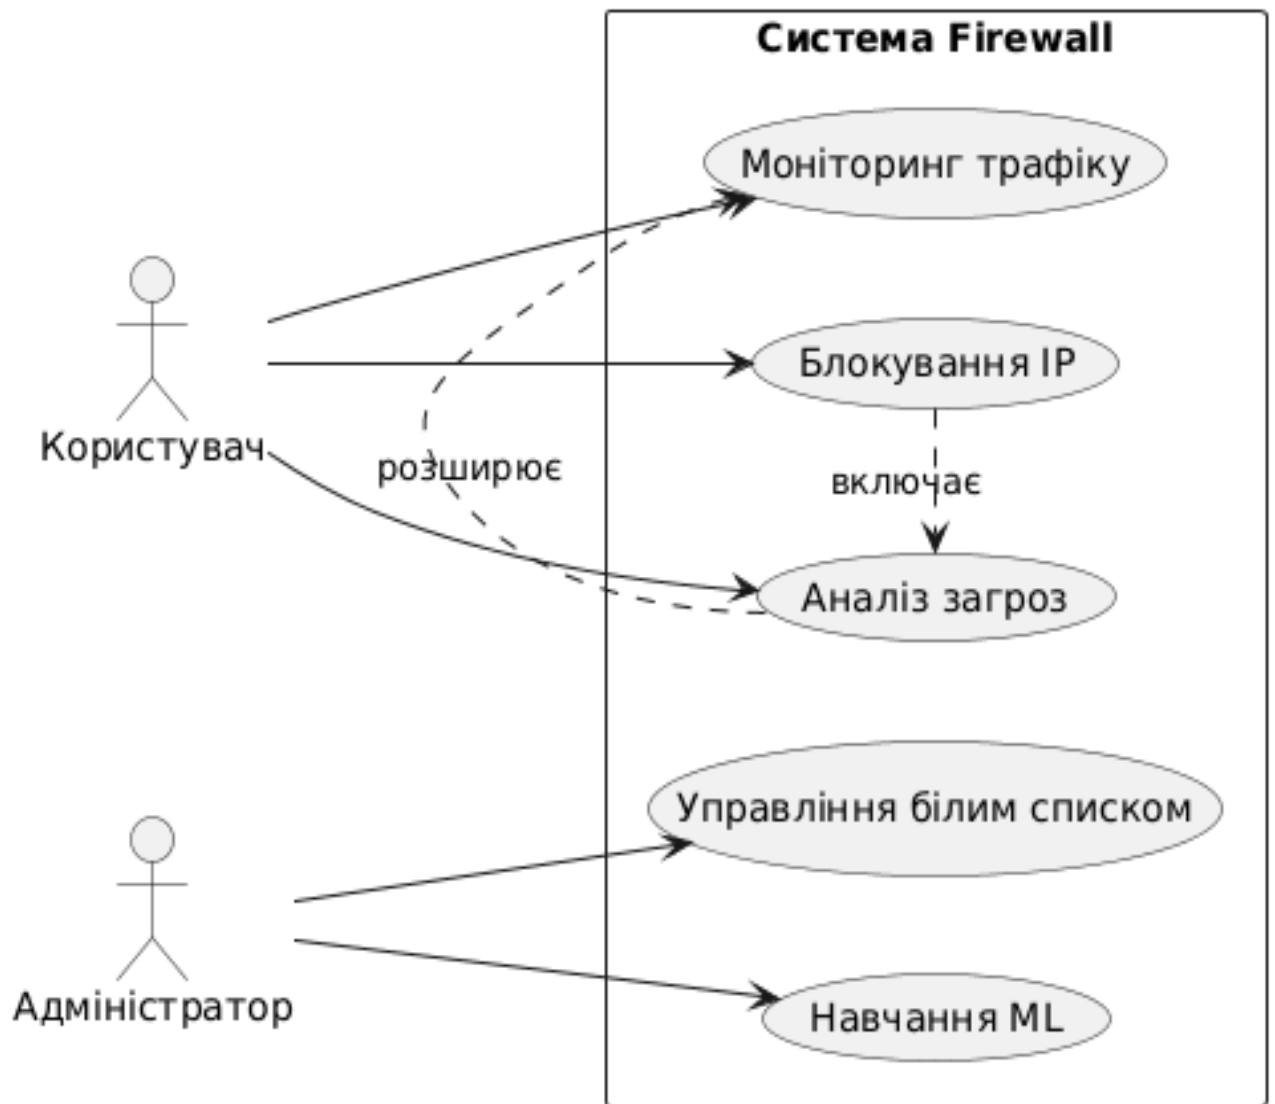 Система Firewall
Моніторинг трафіку
Блокування IP
Користувач
розширює
включає
Аналіз загроз
Управління білим списком
Адміністратор
Навчання ML